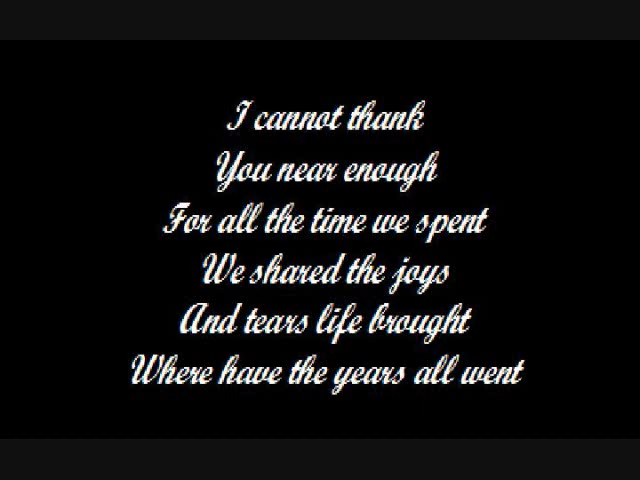 I cannot thank
You near enough
For all the time we spent
We shared the joys
And tears life brought
Where have the years all went